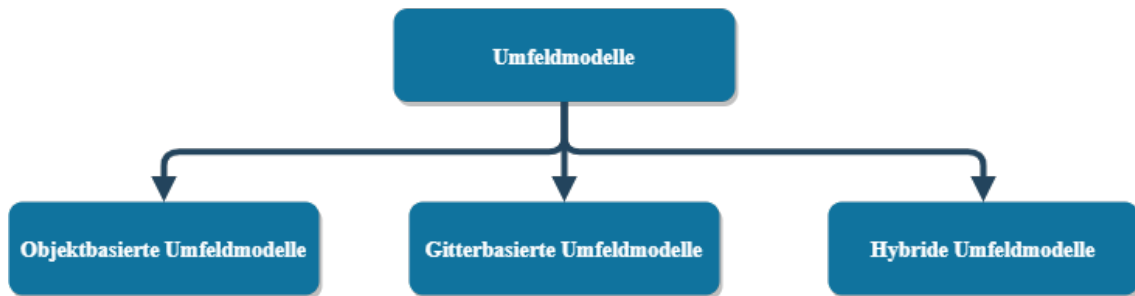 Umfeldmodelle
Objektbasierte Umfeldmodelle
Gitterbasierte Umfeldmodelle
Hybride Umfeldmodelle